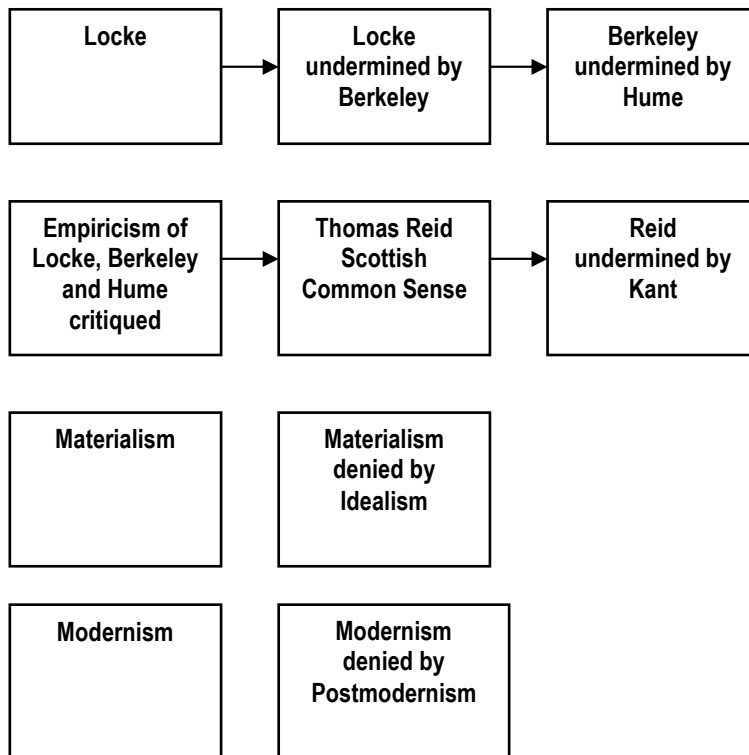 Locke
Locke
undermined by
Berkeley
Berkeley
undermined by
Hume
Empiricism of
Locke, Berkeley
and Hume
critiqued
Thomas Reid
Scottish
Common Sense
Reid
undermined by
Kant
Materialism
Materialism
denied by
Idealism
Modernism
Modernism
denied by
Postmodernism